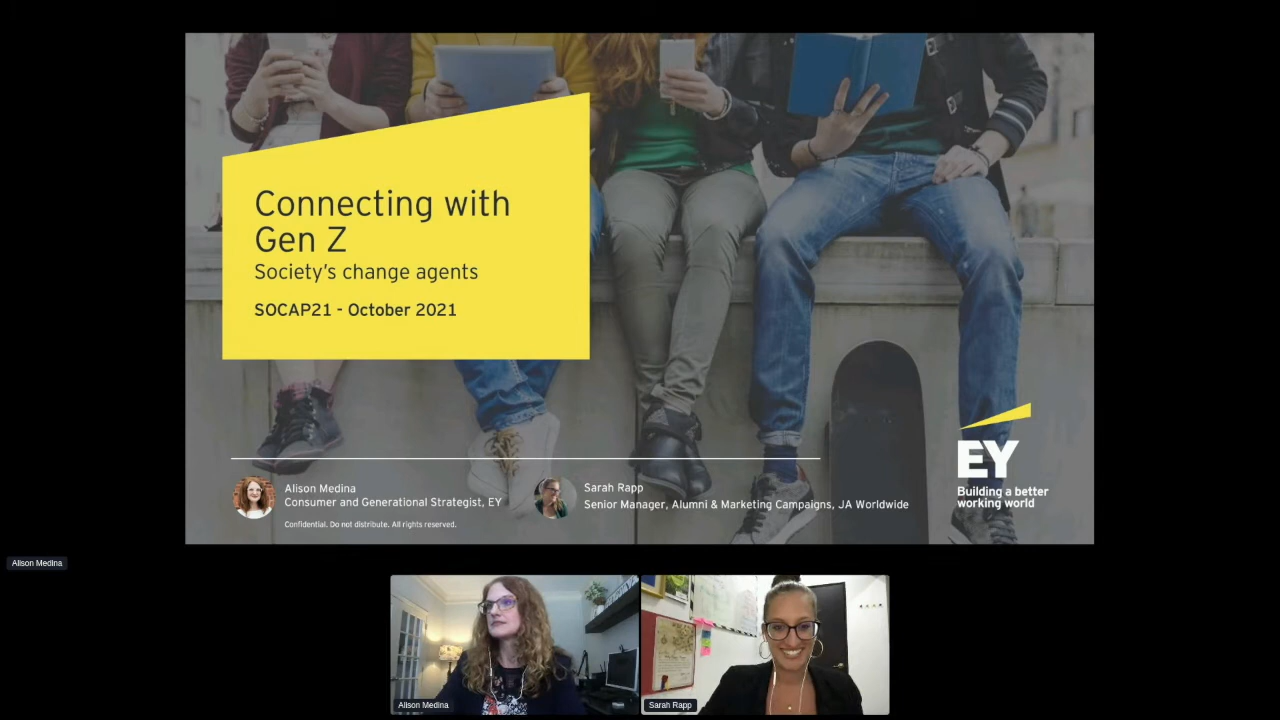 Connecting with
Gen Z
Society's change agents
SOCAP21 - October 2021
Alison Medina
Consumer and Generational Strategist, EY
Confidential. Do not distribute. All rights reserved.
Sarah Rapp
Senior Manager, Alumni & Marketing Campaigns, JA Worldwide
EY
Building a better
working world
Alison Medina
Alison Medina
Sarah Rapp